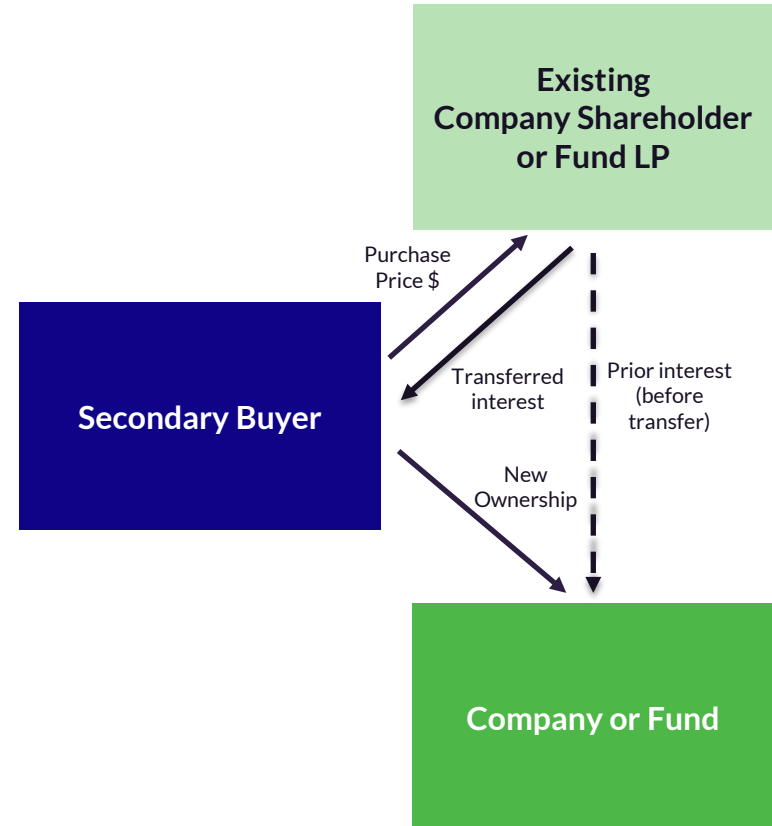 Existing
Company Shareholder
or Fund LP
Purchase
Price $
Transferred
interest
Prior interest
(before
transfer)
Secondary Buyer
New
Ownership
Company or Fund